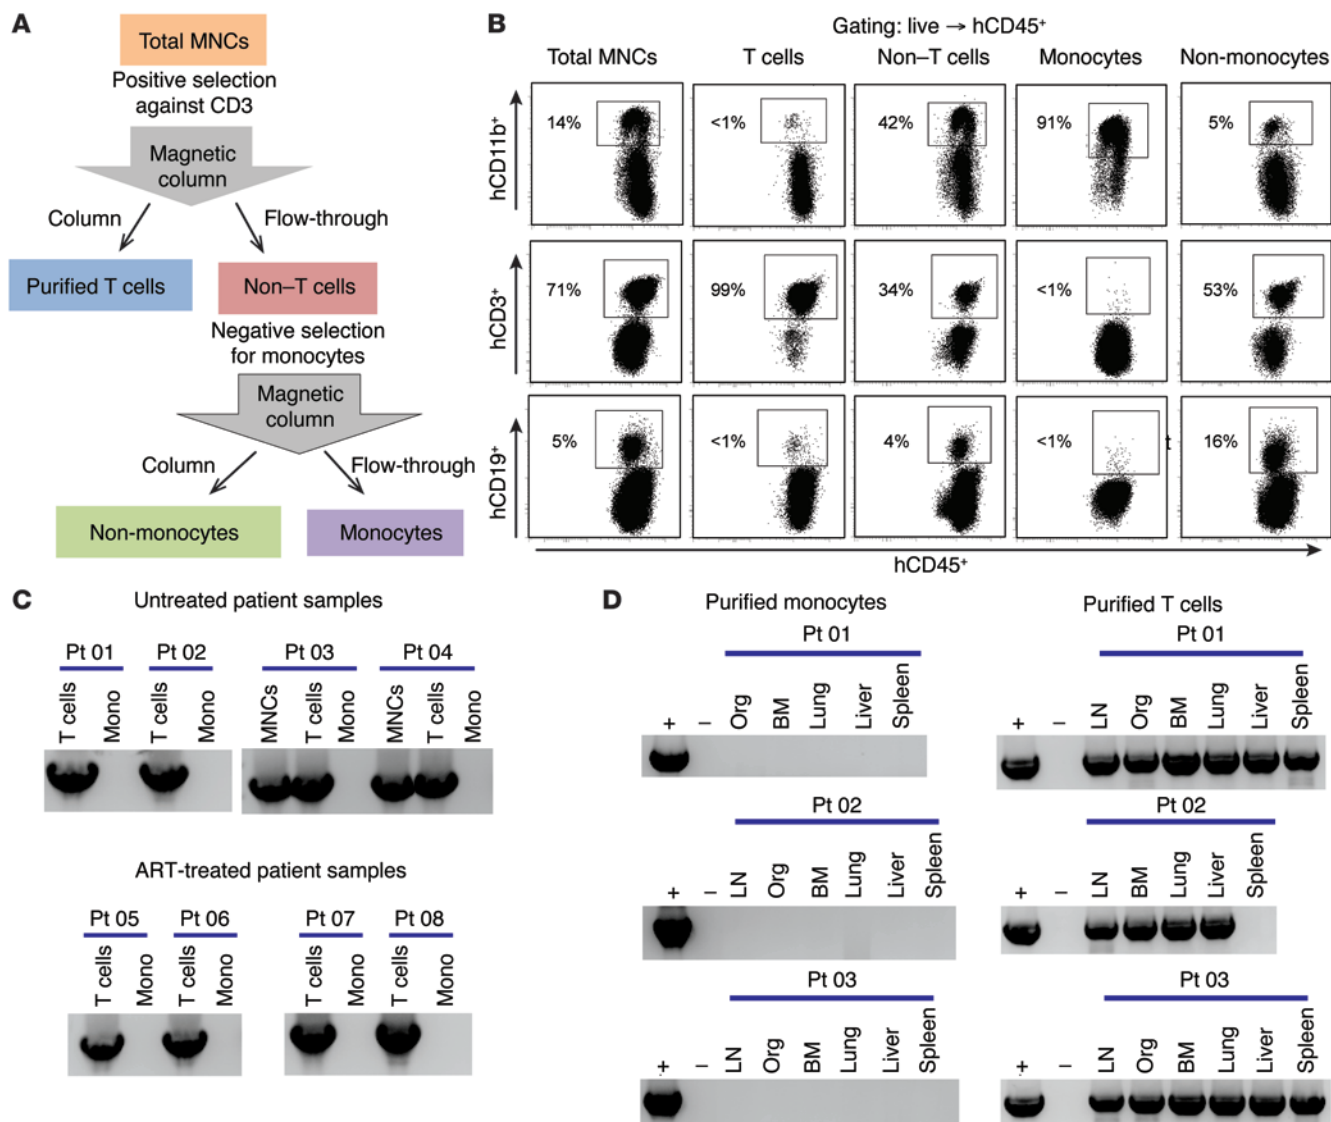 A
Total MNCs
Positive selection
against CD3
Magnetic
column
Column
Flow-through
Purified T cells
Non–T cells
Negative selection
for monocytes
Magnetic
column
Column
Flow-through
Non-monocytes
Monocytes
B
Gating: live → hCD45+
Total MNCs T cells Non–T cells Monocytes Non-monocytes
hCD11b+
14% <1% 42% 91% 5%
hCD3+
71% 99% 34% <1% 53%
hCD19+
5% <1% 4% <1% t 16%
hCD45+
C
Untreated patient samples
Pt 01 Pt 02 Pt 03 Pt 04
T cells Mono T cells Mono MNCs T cells Mono MNCs T cells Mono
ART-treated patient samples
Pt 05 Pt 06 Pt 07 Pt 08
T cells Mono T cells Mono T cells Mono T cells Mono
D
Purified monocytes
Pt 01
+ – Org BM Lung Liver Spleen
Pt 02
+ – LN Org BM Lung Liver Spleen
Pt 03
+ – LN Org BM Lung Liver Spleen
Purified T cells
Pt 01
+ – LN Org BM Lung Liver Spleen
Pt 02
+ – LN BM Lung Liver Spleen
Pt 03
+ – LN Org BM Lung Liver Spleen